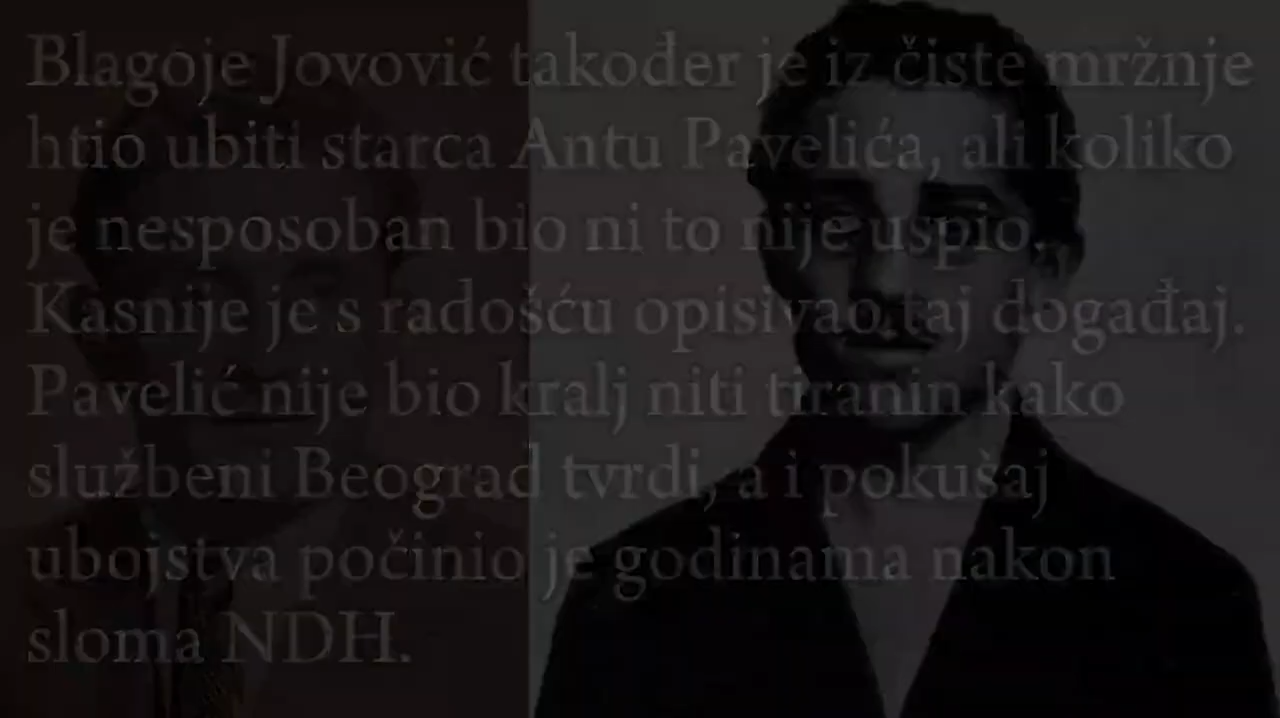 Blagoje Jovović također je iz čiste mržnje
htio ubiti starca Antu Pavelića, ali koliko
je nesposoban bio ni to nije uspio.
Kasnije je s radošću opisivao taj događaj.
Pavelić nije bio kralj niti tiranin kako
službeni Beograd tvrdi, a i pokušaj
ubojstva počinio je godinama nakon
sloma NDH.